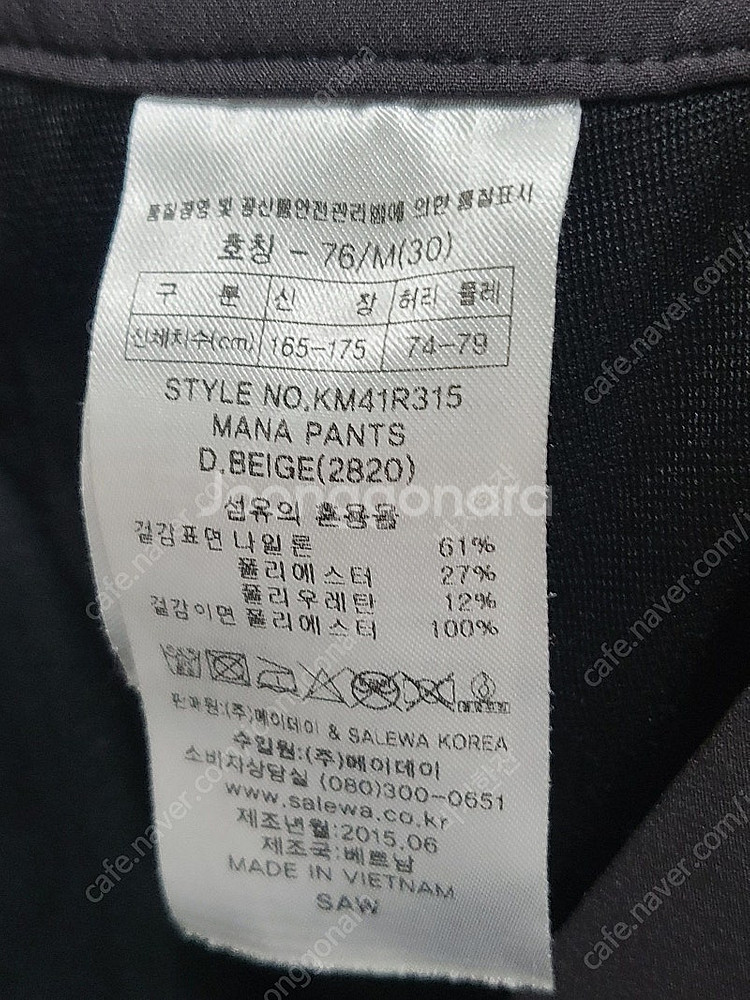 품질경영 및 공산품안전관리법에 의한 품질표시
호칭 - 76/M(30)
구 분 신 장 허리 둘레
신체치수(cm) 165-175 74-79
STYLE NO.KM41R315
MANA PANTS
D.BEIGE(2820)
Joonggonara
섬유의 혼용율
겉감표면 나일론 61%
폴리에스터 27%
폴리우레탄 12%
겉감이면 폴리에스터 100%
판매원:(주)메이데이 & SALEWA KOREA
수입원:(주)메이데이
소비자상담실 (080)300-0651
www.salewa.co.kr
제조년월:2015.06
제조국:베트남
MADE IN VIETNAM
SAW
cafe.naver.com/joonggonara